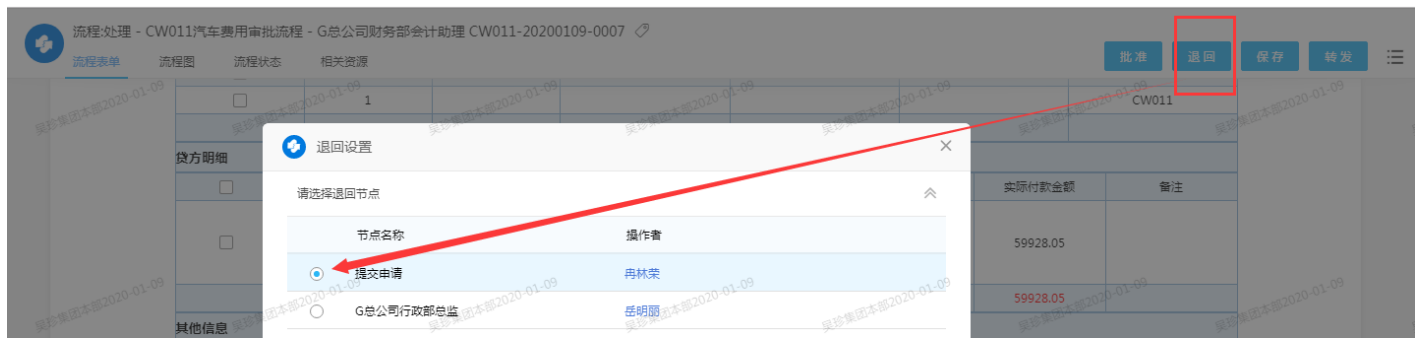 流程:处理 - CW011汽车费用审批流程 - G总公司财务部会计助理 CW011-20200109-0007
流程表单 流程图 流程状态 相关资源
批准 退回 保存 转发
1 CW011
贷方明细
退回设置
请选择退回节点
实际付款金额 备注
节点名称 操作者
59928.05
提交申请 冉林荣
59928.05
G总公司行政部总监 岳明丽
其他信息
吴珍集团本部2020-01-09